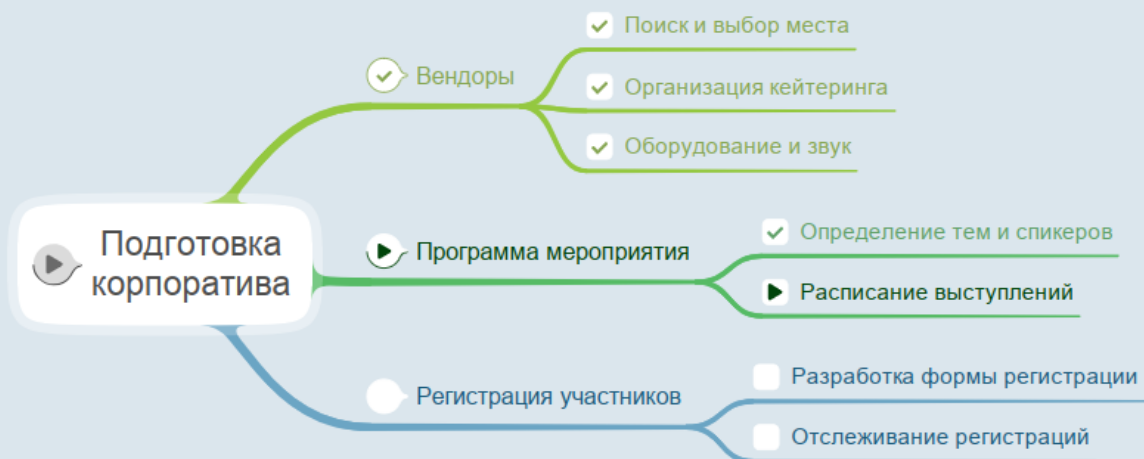 Подготовка
корпоратива
Вендоры
Поиск и выбор места
Организация кейтеринга
Оборудование и звук
Программа мероприятия
Определение тем и спикеров
Расписание выступлений
Регистрация участников
Разработка формы регистрации
Отслеживание регистраций